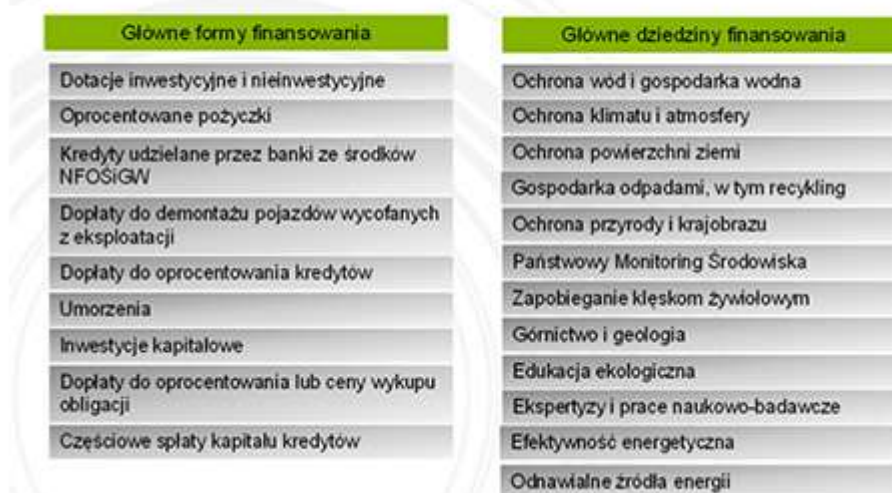 Główne formy finansowania
Dotacje inwestycyjne i nieinwestycyjne
Oprocentowane pożyczki
Kredyty udzielane przez banki ze środków
NFOŚiGW
Dopłaty do demontażu pojazdów wycofanych
z eksploatacji
Dopłaty do oprocentowania kredytów
Umorzenia
Inwestycje kapitałowe
Dopłaty do oprocentowania lub ceny wykupu
obligacji
Częściowe spłaty kapitału kredytów
Główne dziedziny finansowania
Ochrona wód i gospodarka wodna
Ochrona klimatu i atmosfery
Ochrona powierzchni ziemi
Gospodarka odpadami, w tym recykling
Ochrona przyrody i krajobrazu
Państwowy Monitoring Środowiska
Zapobieganie klęskom żywiołowym
Górnictwo i geologia
Edukacja ekologiczna
Ekspertyzy i prace naukowo-badawcze
Efektywność energetyczna
Odnawialne źródła energii